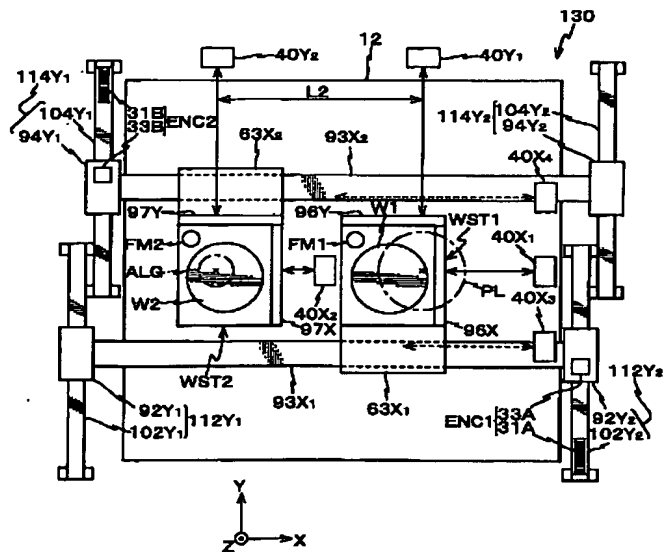 130
12
40Y₂
40Y₁
114Y₁
31B
33B
ENC2
104Y₁
94Y₁
L2
63X₂
93X₂
114Y₂
104Y₂
94Y₂
40X₄
97Y
96Y
W1
WST1
FM2
FM1
ALG
40X₁
W2
40X₂
PL
40X₃
97X
96X
WST2
93X₁
63X₁
112Y₂
92Y₁
102Y₁
112Y₁
ENC1
33A
31A
92Y₂
102Y₂
Y
Z
X